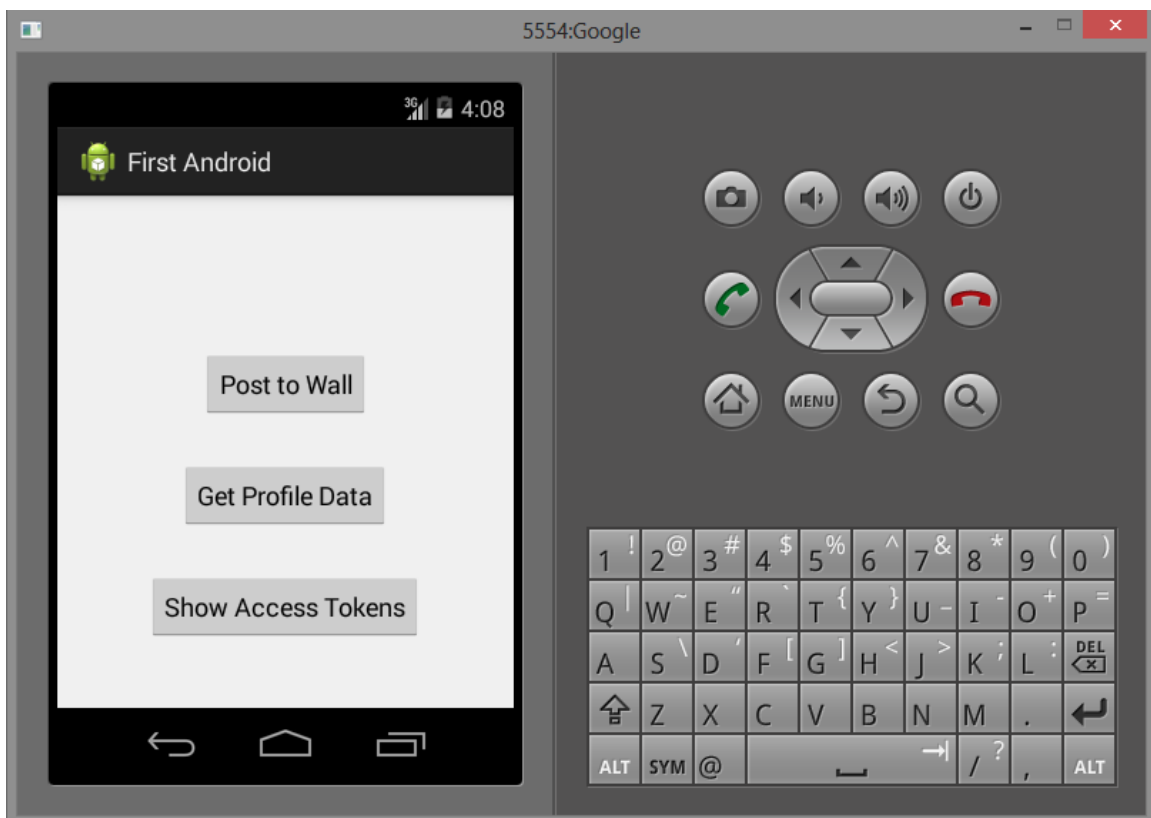 5554:Google
3G 4:08
First Android
Post to Wall
Get Profile Data
Show Access Tokens
MENU
1 ! 2 @ 3 # 4 $ 5 % 6 ^ 7 & 8 * 9 ( 0 )
Q | W ~ E “ R ` T { Y } U _ I - O + P =
A S \ D ‘ F [ G ] H < J > K ; L : DEL
Z X C V B N M .
ALT SYM @ / ? , ALT